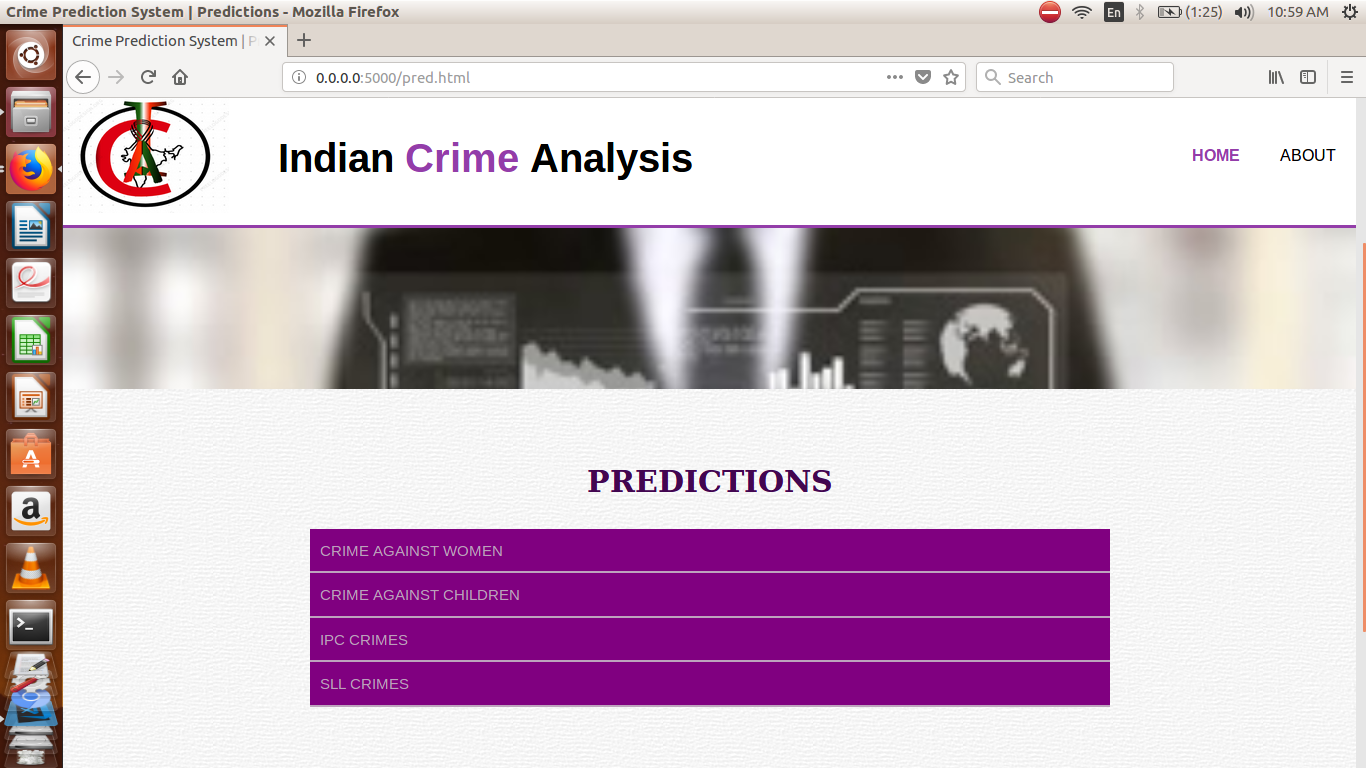 Crime Prediction System | Predictions - Mozilla Firefox
En
(1:25)
10:59 AM
Crime Prediction System | P
0.0.0.0:5000/pred.html
Search
CA
Indian Crime Analysis
HOME
ABOUT
PREDICTIONS
CRIME AGAINST WOMEN
CRIME AGAINST CHILDREN
IPC CRIMES
SLL CRIMES